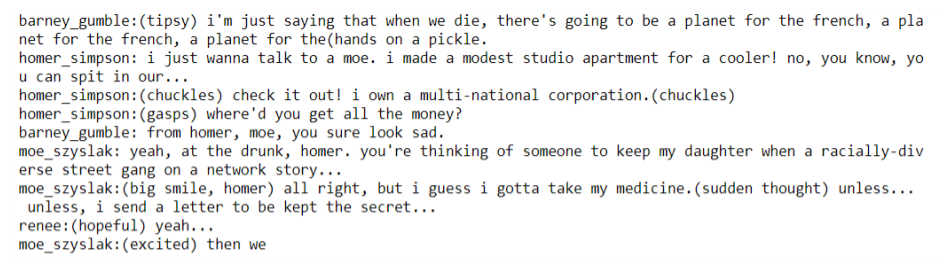 barney_gumble:(tipsy) i'm just saying that when we die, there's going to be a planet for the french, a pla
net for the french, a planet for the(hands on a pickle.
homer_simpson: i just wanna talk to a moe. i made a modest studio apartment for a cooler! no, you know, yo
u can spit in our...
homer_simpson:(chuckles) check it out! i own a multi-national corporation.(chuckles)
homer_simpson:(gasps) where'd you get all the money?
barney_gumble: from homer, moe, you sure look sad.
moe_szyslak: yeah, at the drunk, homer. you're thinking of someone to keep my daughter when a racially-div
erse street gang on a network story...
moe_szyslak:(big smile, homer) all right, but i guess i gotta take my medicine.(sudden thought) unless...
 unless, i send a letter to be kept the secret...
renee:(hopeful) yeah...
moe_szyslak:(excited) then we